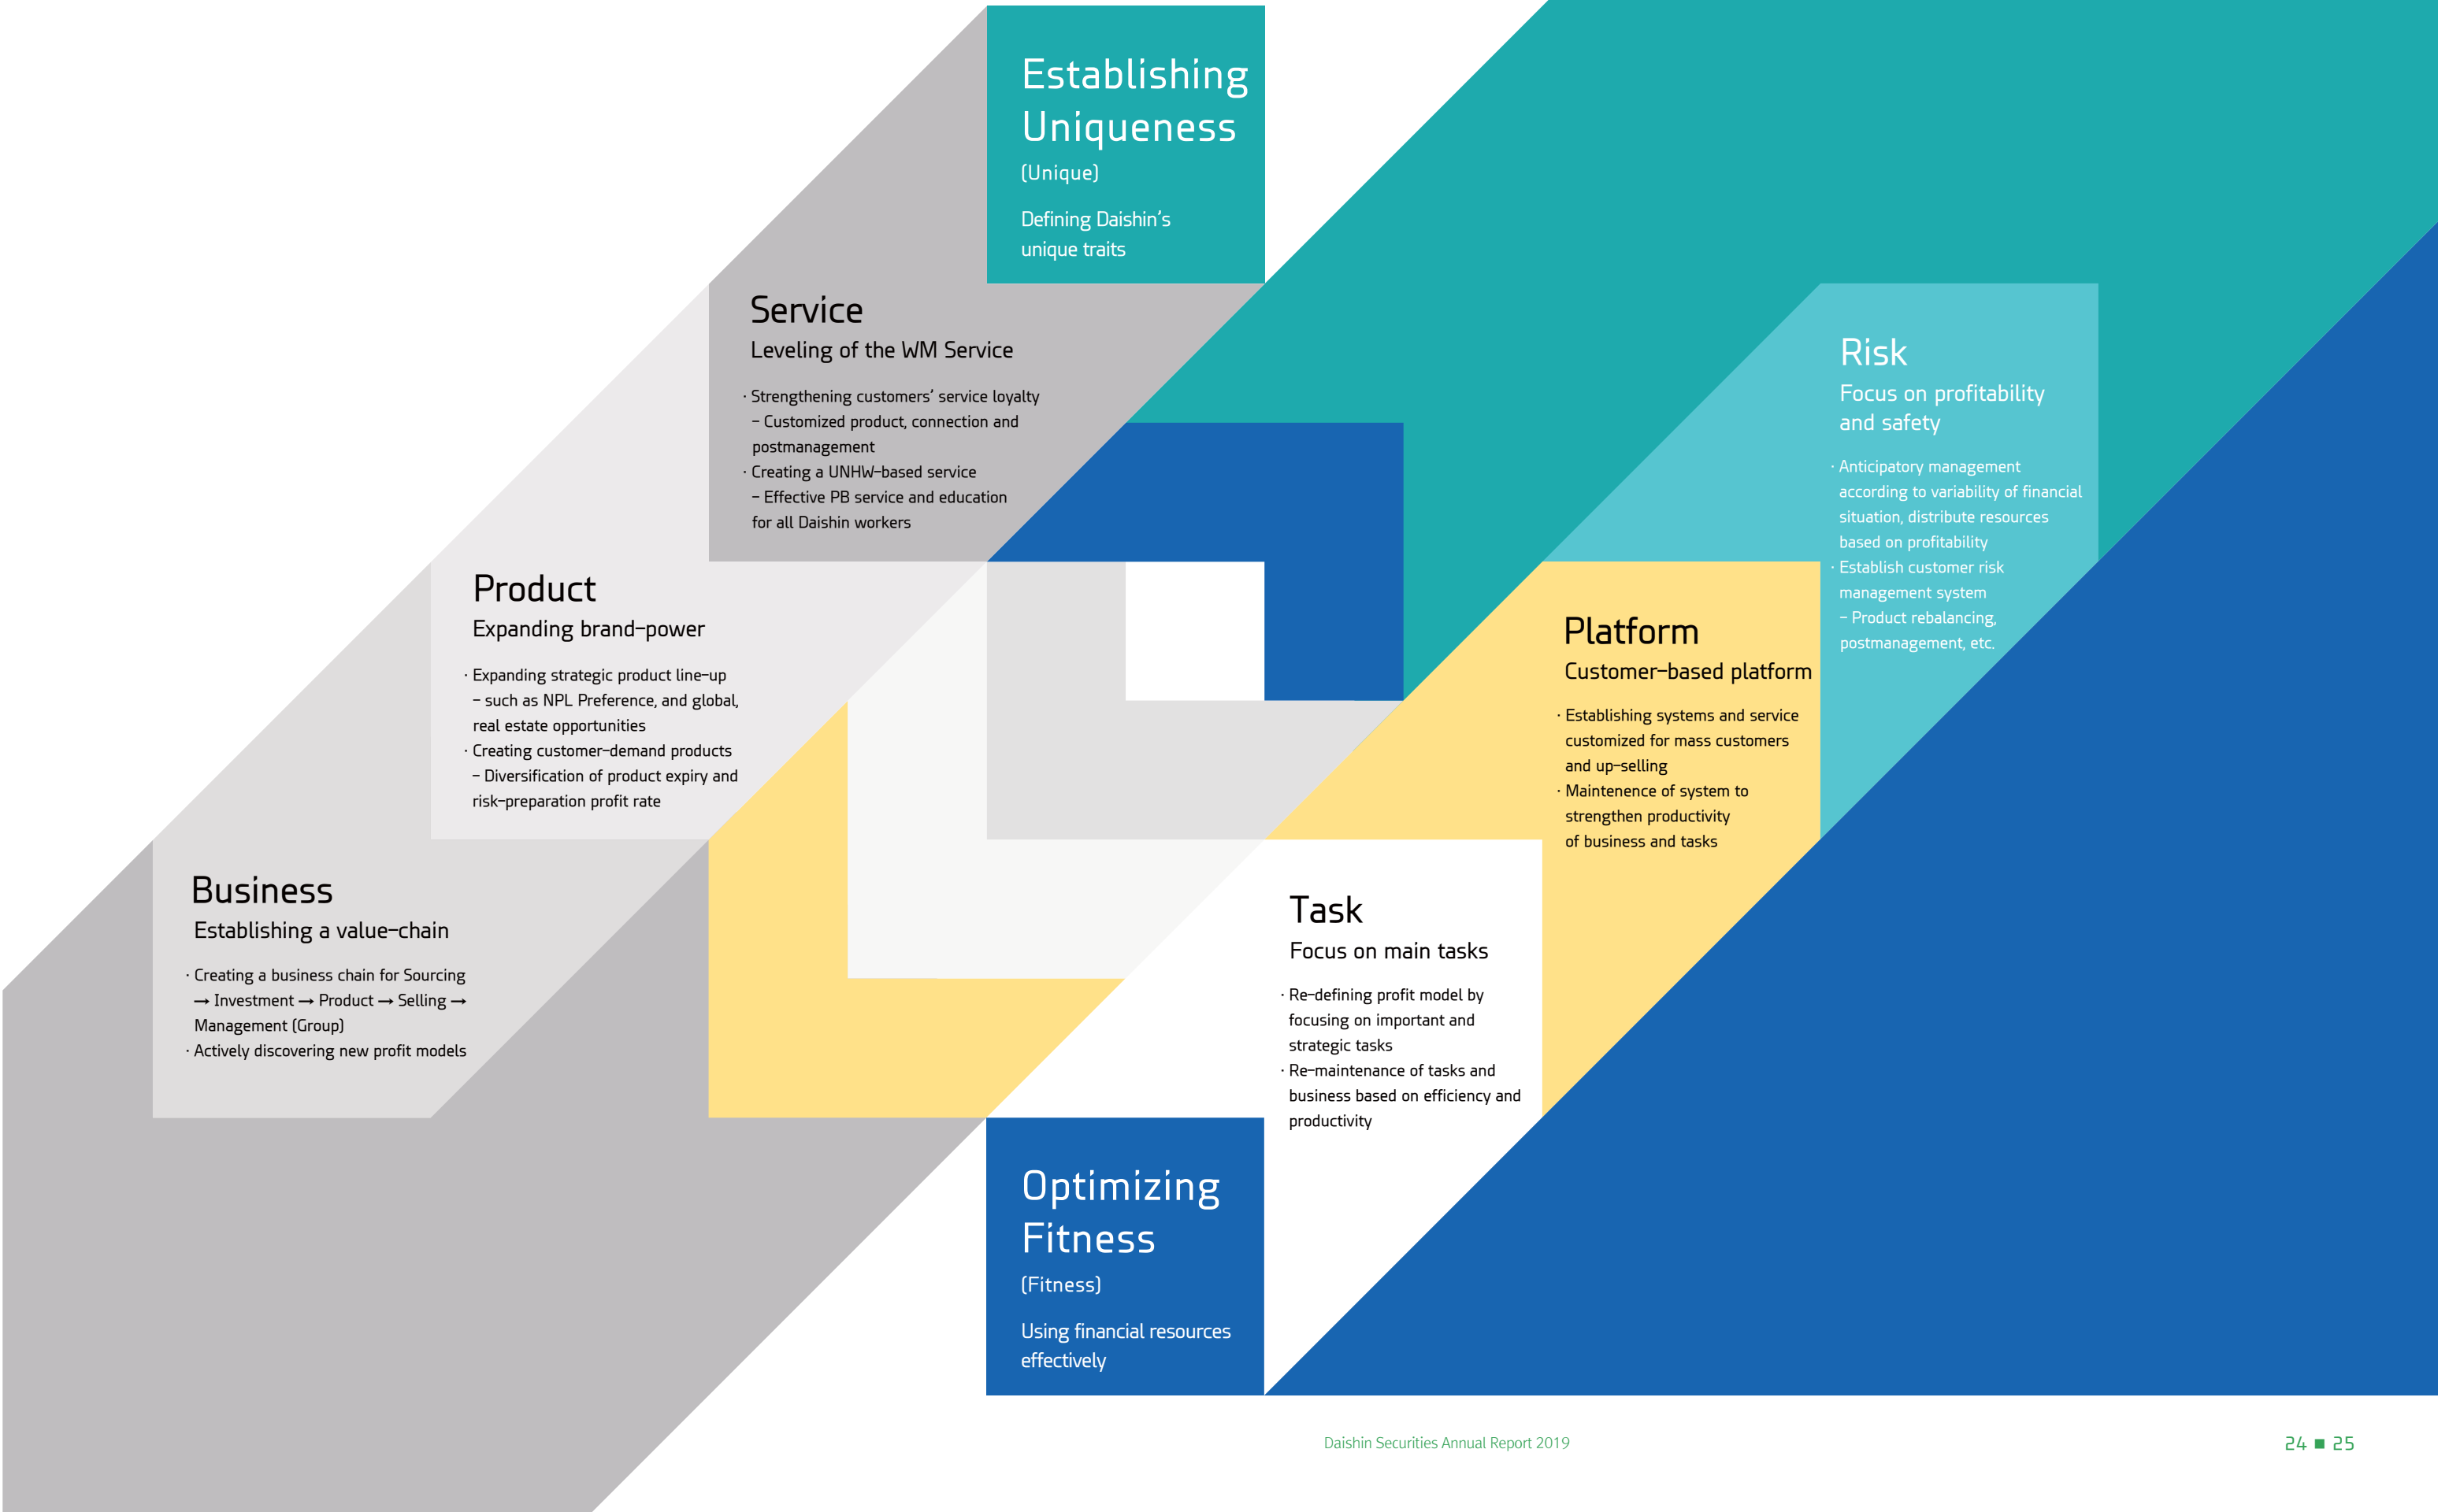 Establishing
Uniqueness
(Unique)
Defining Daishin's
unique traits
Service
Leveling of the WM Service
· Strengthening customers' service loyalty
– Customized product, connection and
postmanagement
· Creating a UNHW-based service
– Effective PB service and education
for all Daishin workers
Product
Expanding brand-power
· Expanding strategic product line-up
– such as NPL Preference, and global,
real estate opportunities
· Creating customer-demand products
– Diversification of product expiry and
risk-preparation profit rate
Business
Establishing a value-chain
· Creating a business chain for Sourcing
→ Investment → Product → Selling →
Management (Group)
· Actively discovering new profit models
Risk
Focus on profitability
and safety
· Anticipatory management
according to variability of financial
situation, distribute resources
based on profitability
· Establish customer risk
management system
– Product rebalancing,
postmanagement, etc.
Platform
Customer-based platform
· Establishing systems and service
customized for mass customers
and up-selling
· Maintenence of system to
strengthen productivity
of business and tasks
Task
Focus on main tasks
· Re-defining profit model by
focusing on important and
strategic tasks
· Re-maintenance of tasks and
business based on efficiency and
productivity
Optimizing
Fitness
(Fitness)
Using financial resources
effectively
Daishin Securities Annual Report 2019
24 ■ 25